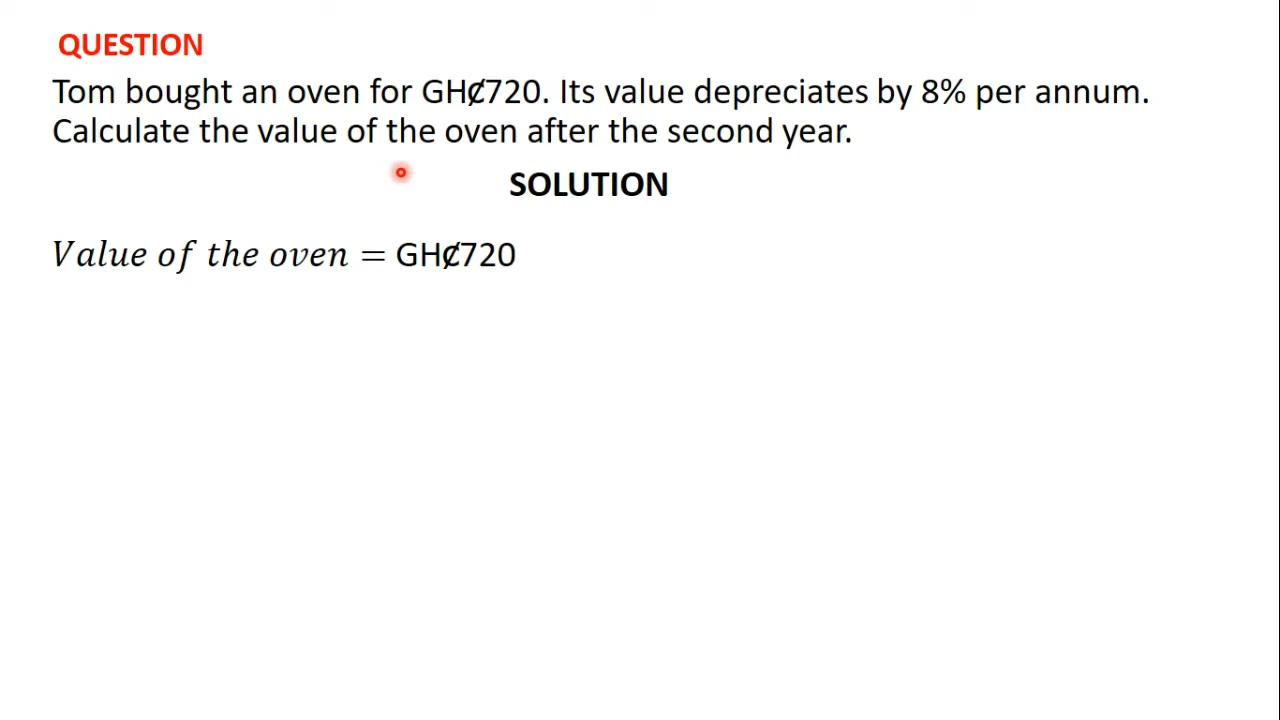 QUESTION
Tom bought an oven for GH₡720. Its value depreciates by 8% per annum.
Calculate the value of the oven after the second year.
SOLUTION
Value of the oven = GH₡720